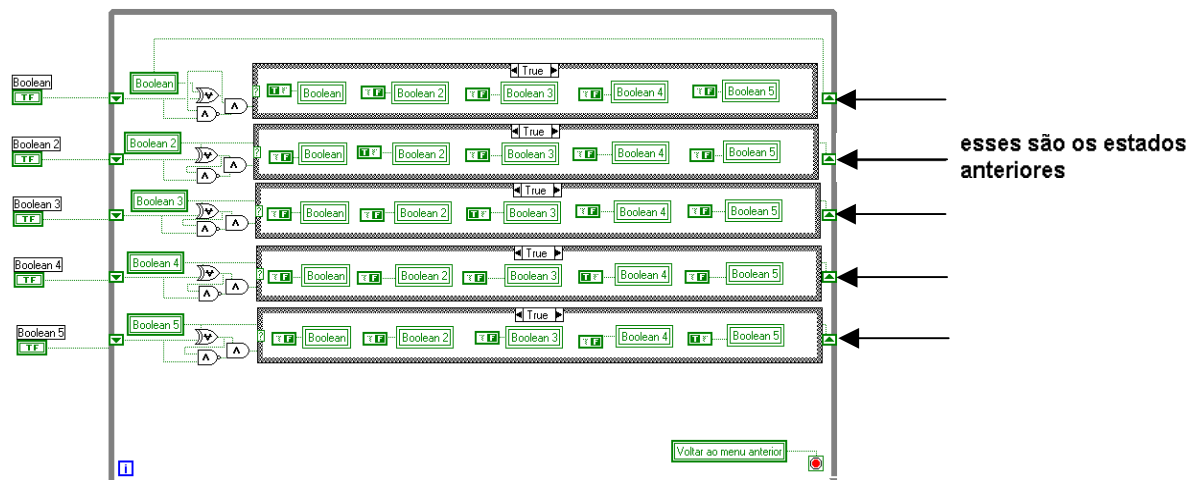 True
Boolean
TF
Boolean
?
T F Boolean
T F Boolean 2
T F Boolean 3
T F Boolean 4
T F Boolean 5
True
Boolean 2
TF
Boolean 2
?
T F Boolean
T F Boolean 2
T F Boolean 3
T F Boolean 4
T F Boolean 5
esses são os estados
anteriores
True
Boolean 3
TF
Boolean 3
?
T F Boolean
T F Boolean 2
T F Boolean 3
T F Boolean 4
T F Boolean 5
True
Boolean 4
TF
Boolean 4
?
T F Boolean
T F Boolean 2
T F Boolean 3
T F Boolean 4
T F Boolean 5
True
Boolean 5
TF
Boolean 5
?
T F Boolean
T F Boolean 2
T F Boolean 3
T F Boolean 4
T F Boolean 5
Voltar ao menu anterior
i